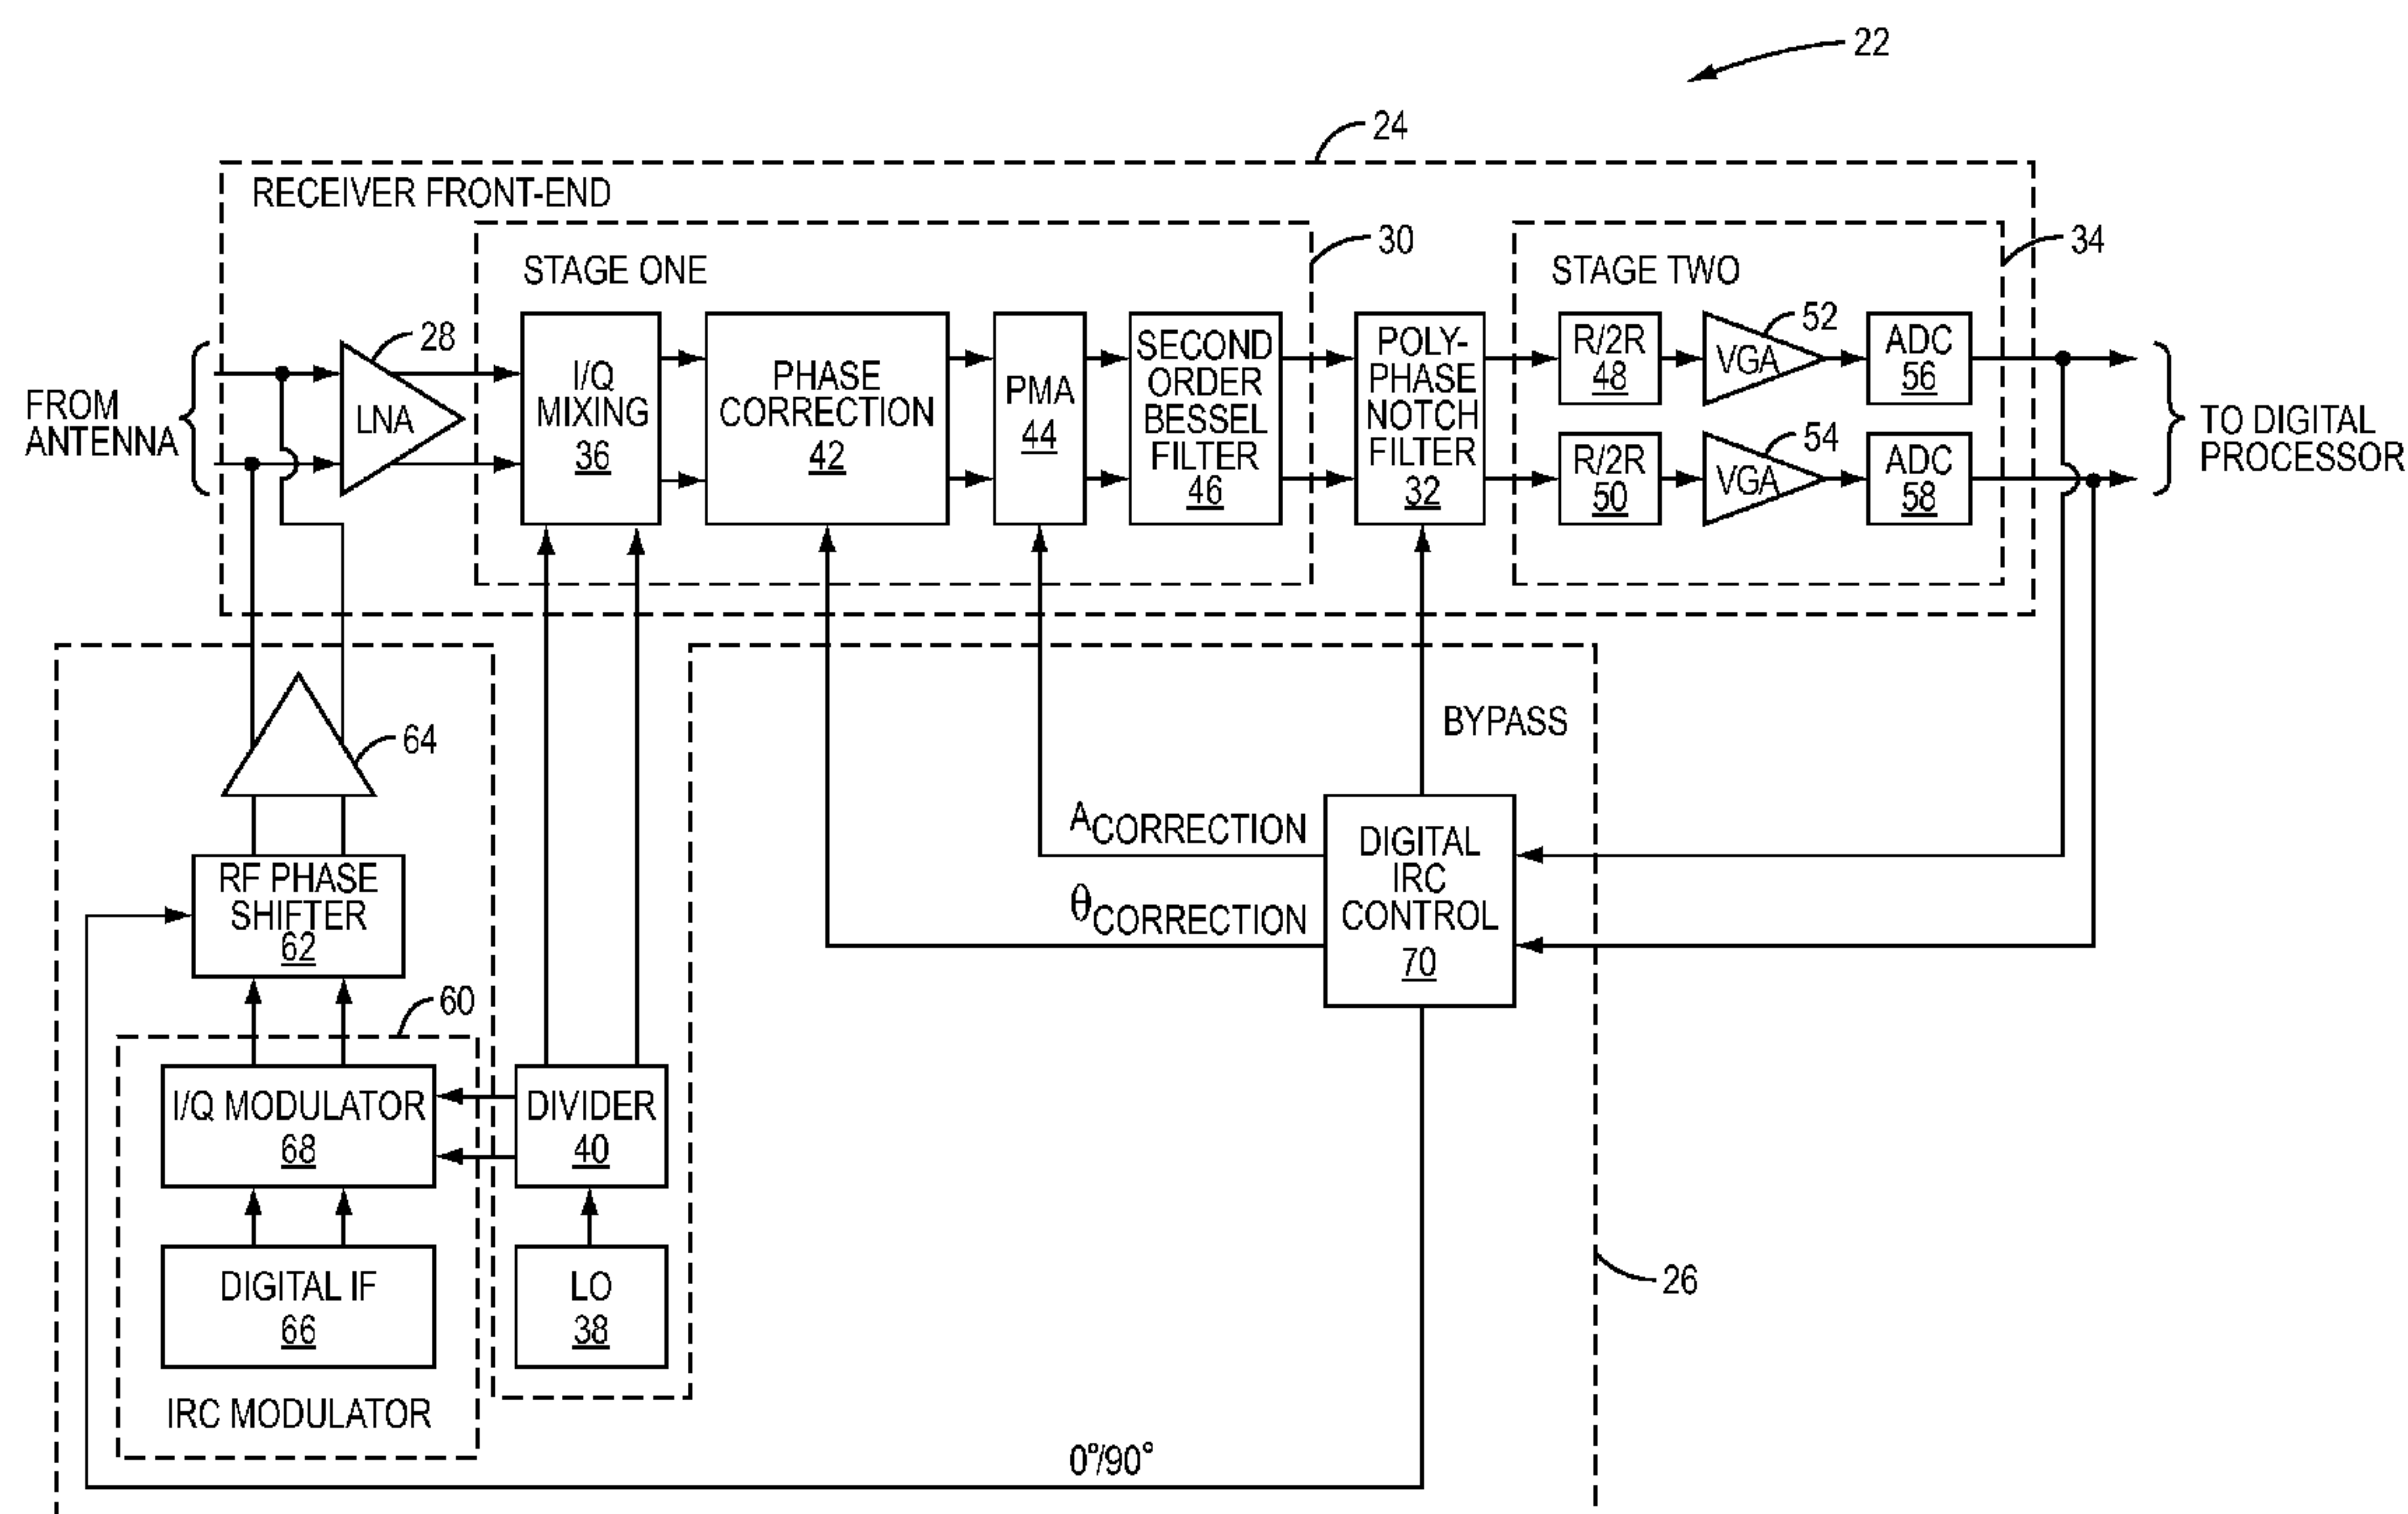 22
24
RECEIVER FRONT-END
30
34
STAGE ONE
STAGE TWO
28
52
FROM
ANTENNA
LNA
I/Q
MIXING
36
PHASE
CORRECTION
42
PMA
44
SECOND
ORDER
BESSEL
FILTER
46
POLY-
PHASE
NOTCH
FILTER
32
R/2R
48
VGA
ADC
56
54
R/2R
50
VGA
ADC
58
TO DIGITAL
PROCESSOR
BYPASS
64
ACORRECTION
θCORRECTION
DIGITAL
IRC
CONTROL
70
RF PHASE
SHIFTER
62
60
I/Q MODULATOR
68
DIVIDER
40
DIGITAL IF
66
LO
38
26
IRC MODULATOR
0°/90°